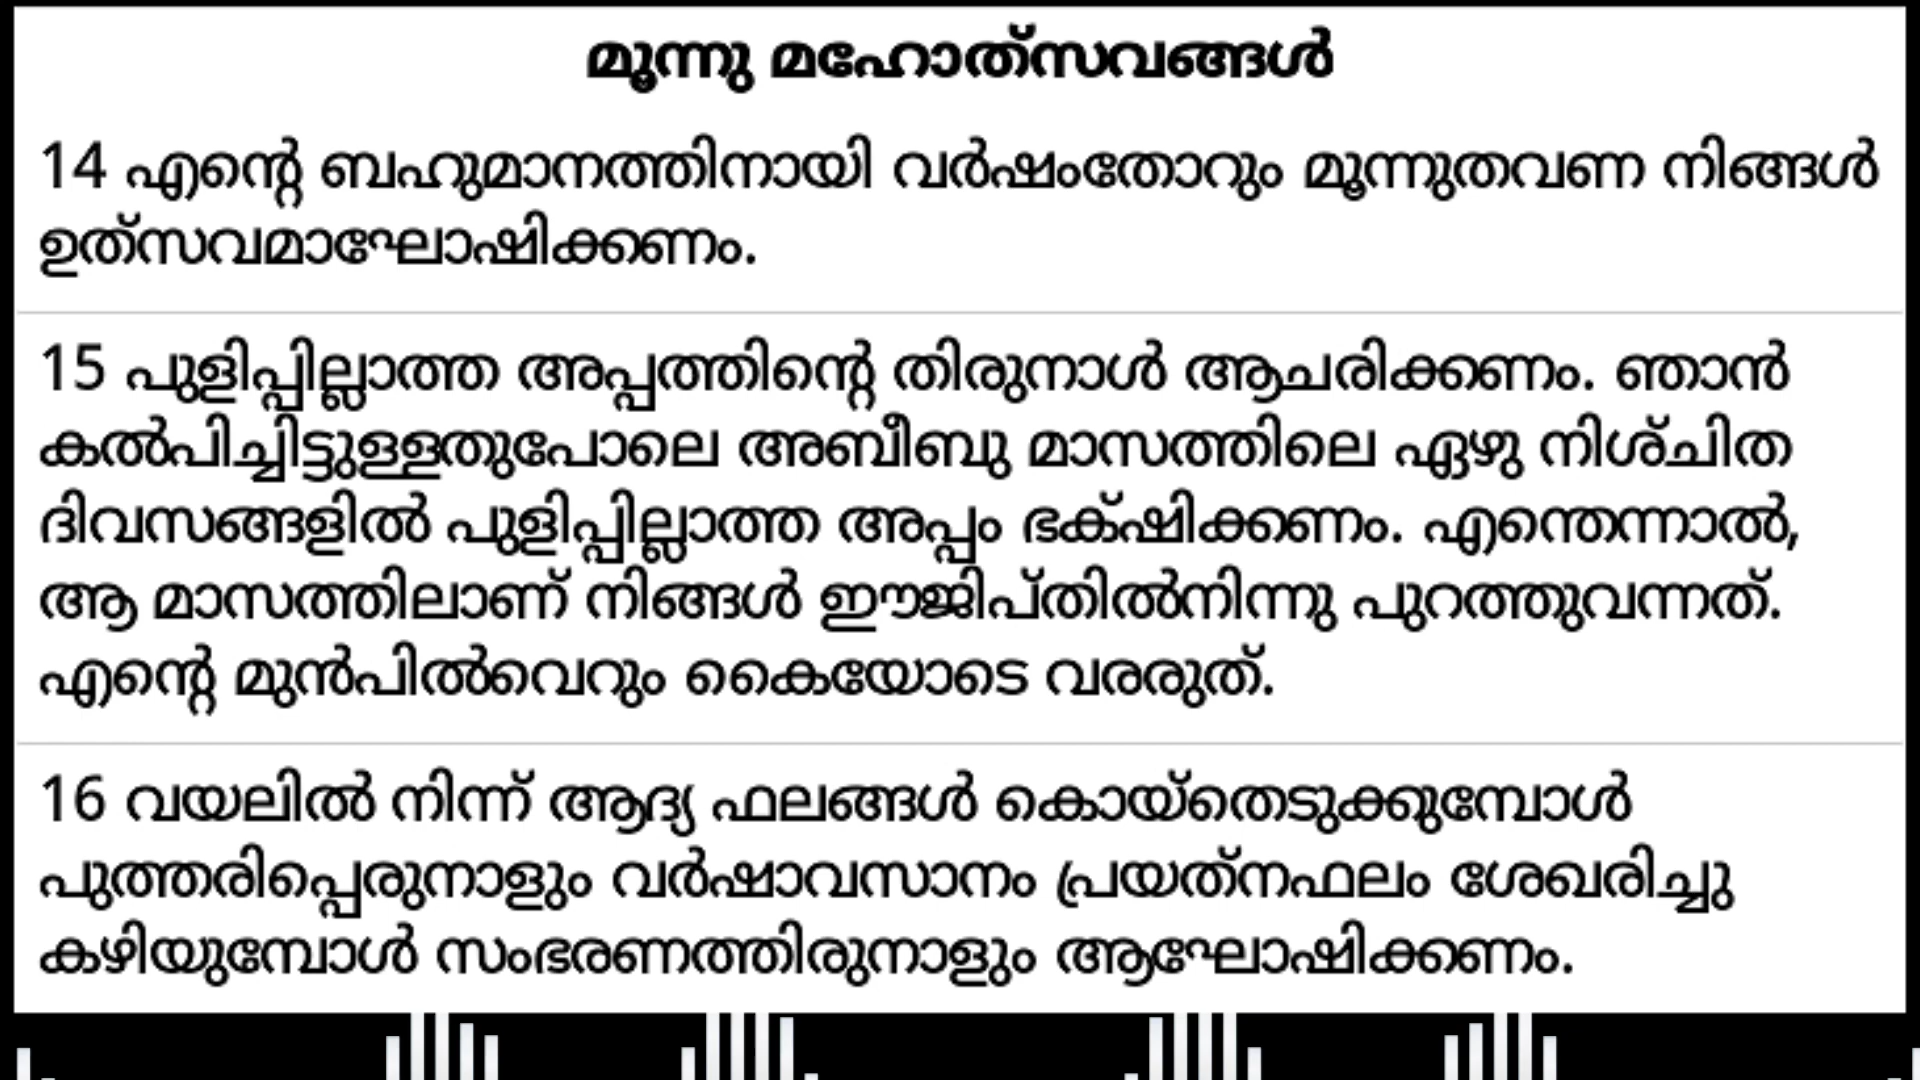 മൂന്നു മഹോത്സവങ്ങൾ
14 എന്റെ ബഹുമാനത്തിനായി വർഷംതോറും മൂന്നുതവണ നിങ്ങൾ
ഉത്സവമാഘോഷിക്കണം.
15 പുളിപ്പില്ലാത്ത അപ്പത്തിന്റെ തിരുനാൾ ആചരിക്കണം. ഞാൻ
കൽപിച്ചിട്ടുള്ളതുപോലെ അബീബു മാസത്തിലെ ഏഴു നിശ്ചിത
ദിവസങ്ങളിൽ പുളിപ്പില്ലാത്ത അപ്പം ഭക്ഷിക്കണം. എന്തെന്നാൽ,
ആ മാസത്തിലാണ് നിങ്ങൾ ഈജിപ്തിൽനിന്നു പുറത്തുവന്നത്.
എന്റെ മുൻപിൽവെറും കൈയോടെ വരരുത്.
16 വയലിൽ നിന്ന് ആദ്യ ഫലങ്ങൾ കൊയ്തെടുക്കുമ്പോൾ
പുത്തരിപ്പെരുനാളും വർഷാവസാനം പ്രയത്നഫലം ശേഖരിച്ചു
കഴിയുമ്പോൾ സംഭരണത്തിരുനാളും ആഘോഷിക്കണം.